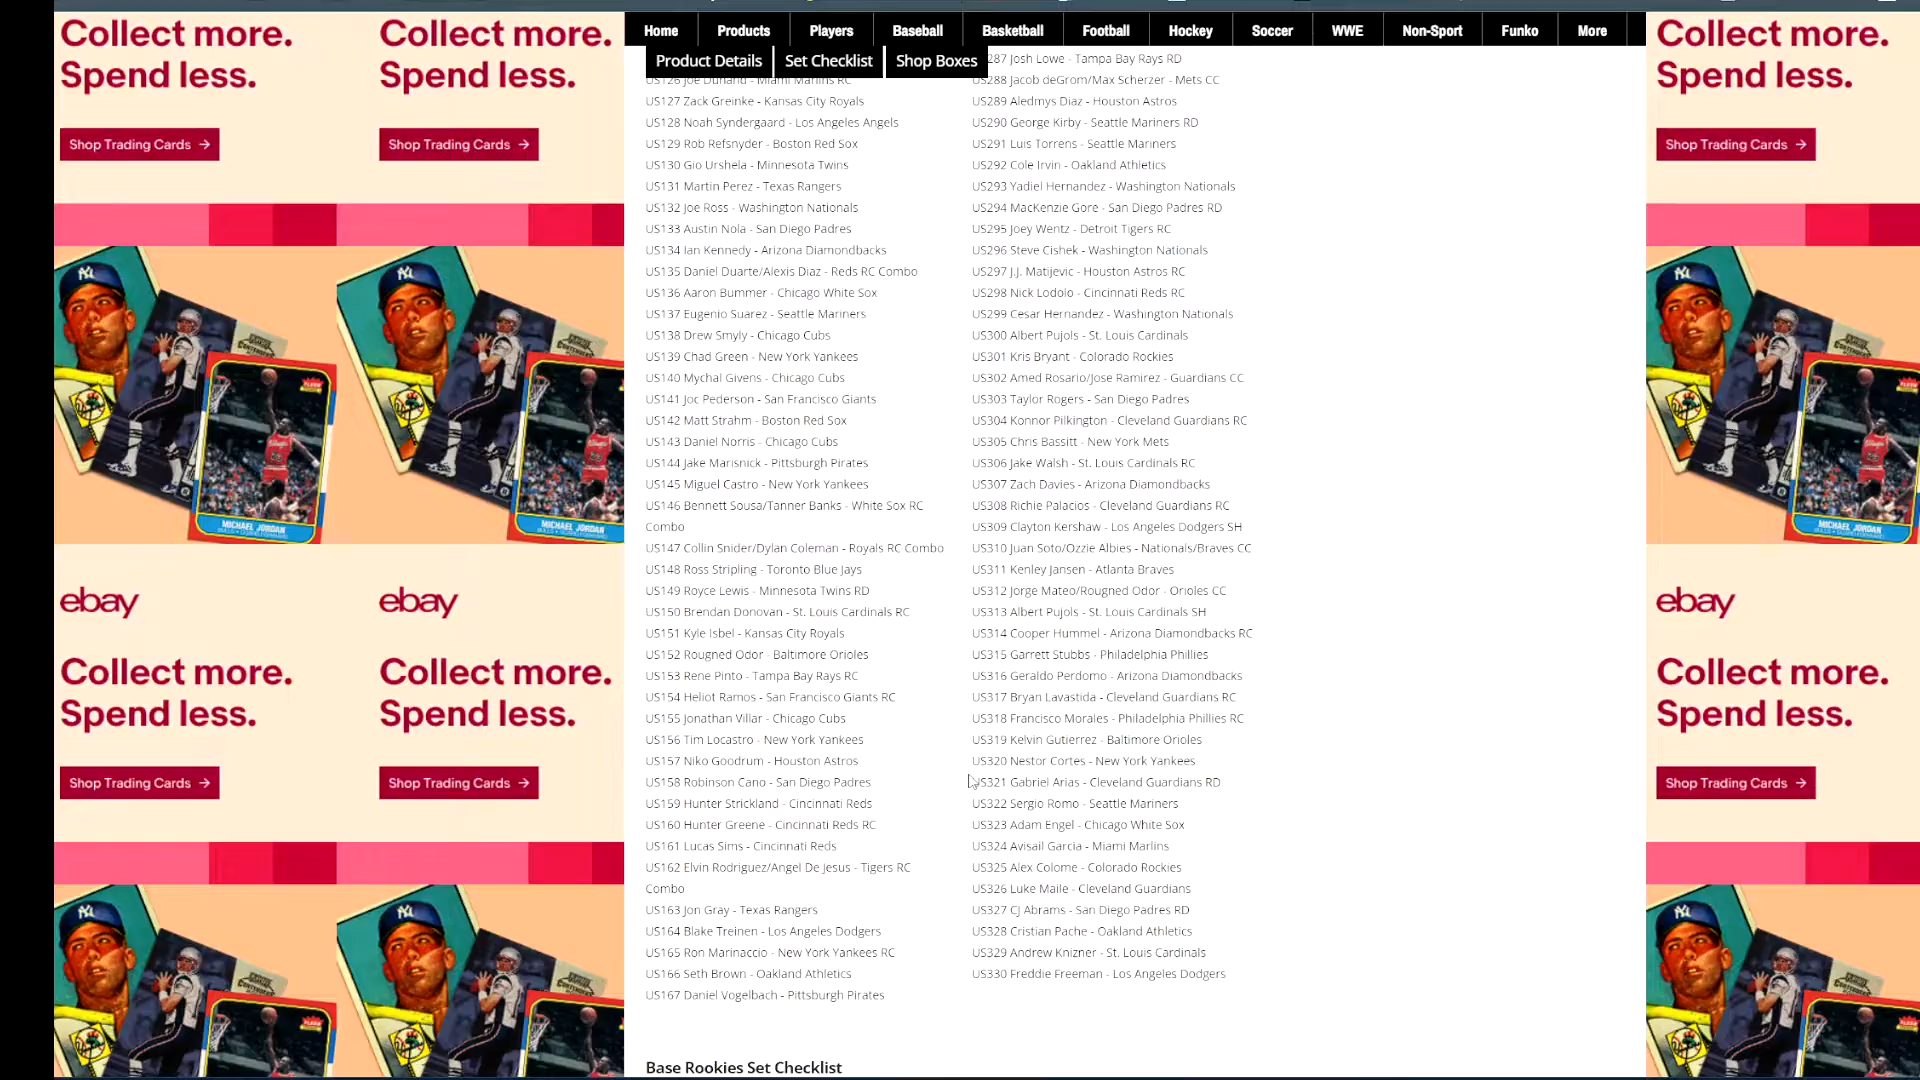 Collect more.
Spend less.
Shop Trading Cards →
Collect more.
Spend less.
Shop Trading Cards →
MICHAEL JORDAN
MICHAEL JORDAN
ebay
ebay
Collect more.
Spend less.
Shop Trading Cards →
Collect more.
Spend less.
Shop Trading Cards →
Home Products Players Baseball Basketball Football Hockey Soccer WWE Non-Sport Funko More
Product Details Set Checklist Shop Boxes
US126 Joe Dunand - Miami Marlins RC
US127 Zack Greinke - Kansas City Royals
US128 Noah Syndergaard - Los Angeles Angels
US129 Rob Refsnyder - Boston Red Sox
US130 Gio Urshela - Minnesota Twins
US131 Martin Perez - Texas Rangers
US132 Joe Ross - Washington Nationals
US133 Austin Nola - San Diego Padres
US134 Ian Kennedy - Arizona Diamondbacks
US135 Daniel Duarte/Alexis Diaz - Reds RC Combo
US136 Aaron Bummer - Chicago White Sox
US137 Eugenio Suarez - Seattle Mariners
US138 Drew Smyly - Chicago Cubs
US139 Chad Green - New York Yankees
US140 Mychal Givens - Chicago Cubs
US141 Joc Pederson - San Francisco Giants
US142 Matt Strahm - Boston Red Sox
US143 Daniel Norris - Chicago Cubs
US144 Jake Marisnick - Pittsburgh Pirates
US145 Miguel Castro - New York Yankees
US146 Bennett Sousa/Tanner Banks - White Sox RC
Combo
US147 Collin Snider/Dylan Coleman - Royals RC Combo
US148 Ross Stripling - Toronto Blue Jays
US149 Royce Lewis - Minnesota Twins RD
US150 Brendan Donovan - St. Louis Cardinals RC
US151 Kyle Isbel - Kansas City Royals
US152 Rougned Odor - Baltimore Orioles
US153 Rene Pinto - Tampa Bay Rays RC
US154 Heliot Ramos - San Francisco Giants RC
US155 Jonathan Villar - Chicago Cubs
US156 Tim Locastro - New York Yankees
US157 Niko Goodrum - Houston Astros
US158 Robinson Cano - San Diego Padres
US159 Hunter Strickland - Cincinnati Reds
US160 Hunter Greene - Cincinnati Reds RC
US161 Lucas Sims - Cincinnati Reds
US162 Elvin Rodriguez/Angel De Jesus - Tigers RC
Combo
US163 Jon Gray - Texas Rangers
US164 Blake Treinen - Los Angeles Dodgers
US165 Ron Marinaccio - New York Yankees RC
US166 Seth Brown - Oakland Athletics
US167 Daniel Vogelbach - Pittsburgh Pirates
287 Josh Lowe - Tampa Bay Rays RD
US288 Jacob deGrom/Max Scherzer - Mets CC
US289 Aledmys Diaz - Houston Astros
US290 George Kirby - Seattle Mariners RD
US291 Luis Torrens - Seattle Mariners
US292 Cole Irvin - Oakland Athletics
US293 Yadiel Hernandez - Washington Nationals
US294 MacKenzie Gore - San Diego Padres RD
US295 Joey Wentz - Detroit Tigers RC
US296 Steve Cishek - Washington Nationals
US297 J.J. Matijevic - Houston Astros RC
US298 Nick Lodolo - Cincinnati Reds RC
US299 Cesar Hernandez - Washington Nationals
US300 Albert Pujols - St. Louis Cardinals
US301 Kris Bryant - Colorado Rockies
US302 Amed Rosario/Jose Ramirez - Guardians CC
US303 Taylor Rogers - San Diego Padres
US304 Konnor Pilkington - Cleveland Guardians RC
US305 Chris Bassitt - New York Mets
US306 Jake Walsh - St. Louis Cardinals RC
US307 Zach Davies - Arizona Diamondbacks
US308 Richie Palacios - Cleveland Guardians RC
US309 Clayton Kershaw - Los Angeles Dodgers SH
US310 Juan Soto/Ozzie Albies - Nationals/Braves CC
US311 Kenley Jansen - Atlanta Braves
US312 Jorge Mateo/Rougned Odor - Orioles CC
US313 Albert Pujols - St. Louis Cardinals SH
US314 Cooper Hummel - Arizona Diamondbacks RC
US315 Garrett Stubbs - Philadelphia Phillies
US316 Geraldo Perdomo - Arizona Diamondbacks
US317 Bryan Lavastida - Cleveland Guardians RC
US318 Francisco Morales - Philadelphia Phillies RC
US319 Kelvin Gutierrez - Baltimore Orioles
US320 Nestor Cortes - New York Yankees
US321 Gabriel Arias - Cleveland Guardians RD
US322 Sergio Romo - Seattle Mariners
US323 Adam Engel - Chicago White Sox
US324 Avisail Garcia - Miami Marlins
US325 Alex Colome - Colorado Rockies
US326 Luke Maile - Cleveland Guardians
US327 CJ Abrams - San Diego Padres RD
US328 Cristian Pache - Oakland Athletics
US329 Andrew Knizner - St. Louis Cardinals
US330 Freddie Freeman - Los Angeles Dodgers
Base Rookies Set Checklist
Collect more.
Spend less.
Shop Trading Cards →
MICHAEL JORDAN
ebay
Collect more.
Spend less.
Shop Trading Cards →